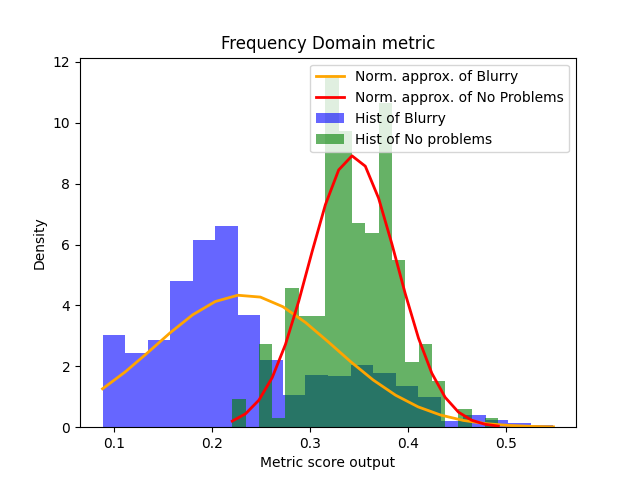 Frequency Domain metric
Norm. approx. of Blurry
Norm. approx. of No Problems
Hist of Blurry
Hist of No problems
12
10
8
6
4
2
0
Density
0.1 0.2 0.3 0.4 0.5
Metric score output